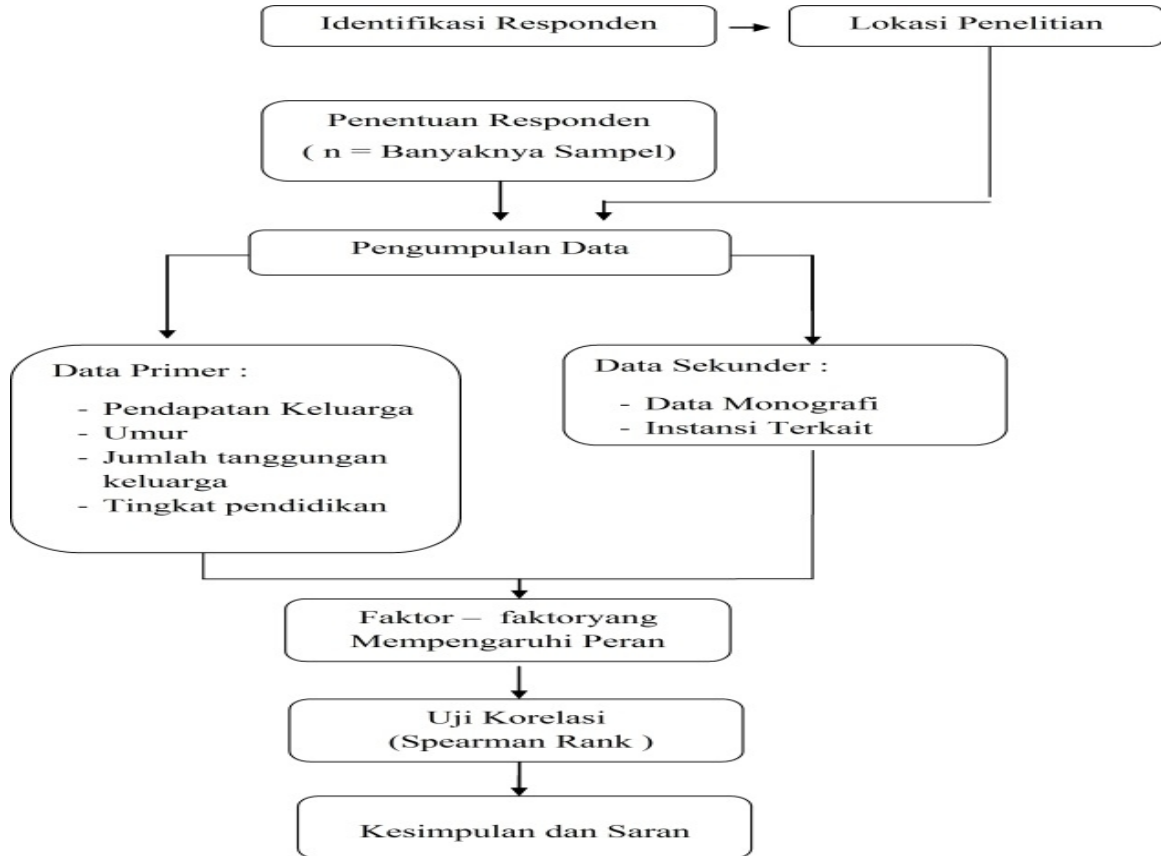 Identifikasi Responden
Lokasi Penelitian
Penentuan Responden
( n = Banyaknya Sampel)
Pengumpulan Data
Data Primer :
- Pendapatan Keluarga
- Umur
- Jumlah tanggungan
keluarga
- Tingkat pendidikan
Data Sekunder :
- Data Monografi
- Instansi Terkait
Faktor – faktoryang
Mempengaruhi Peran
Uji Korelasi
(Spearman Rank )
Kesimpulan dan Saran